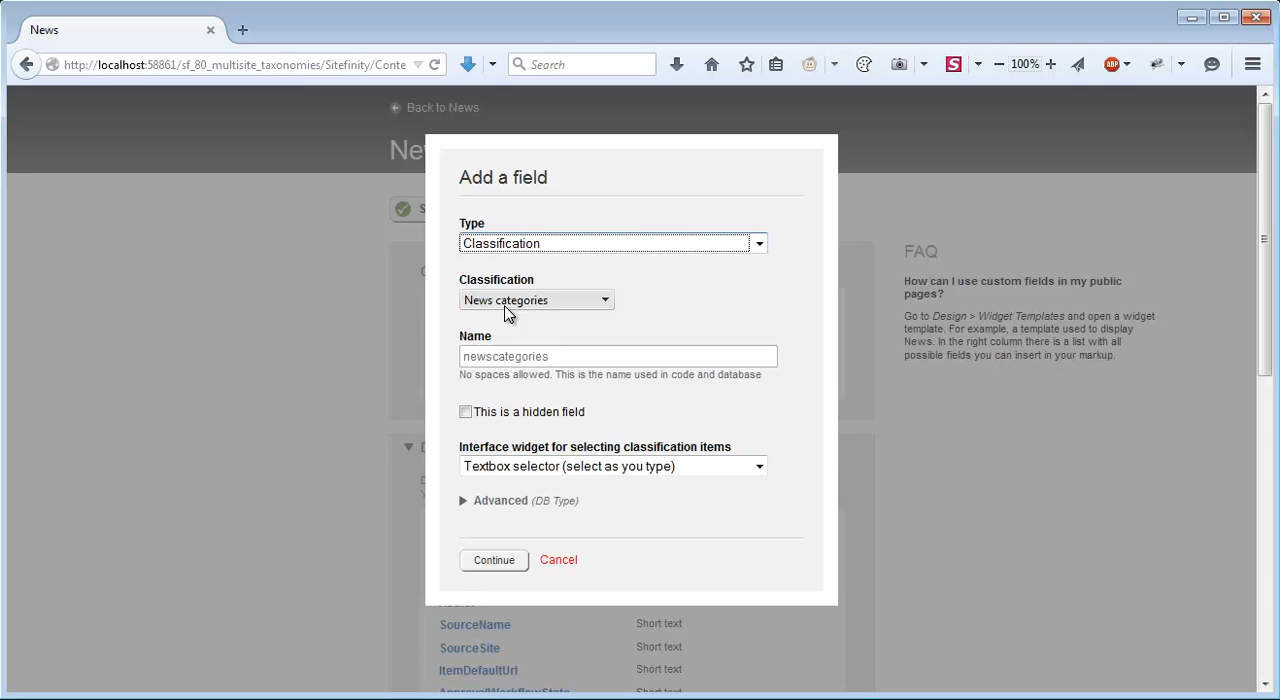 News
http://localhost:58861/sf_80_multisite_taxonomies/Sitefinity/Conte
Search
S
100%
ABP
Back to News
Ne
S
Add a field
Type
Classification
Classification
News categories
Name
newscategories
No spaces allowed. This is the name used in code and database
This is a hidden field
Interface widget for selecting classification items
Textbox selector (select as you type)
Advanced (DB Type)
Continue Cancel
FAQ
How can I use custom fields in my public
pages?
Go to Design > Widget Templates and open a widget
template. For example, a template used to display
News. In the right column there is a list with all
possible fields you can insert in your markup.
SourceName Short text
SourceSite Short text
ItemDefaultUrl Short text
ApprovalWorkflowState Short text